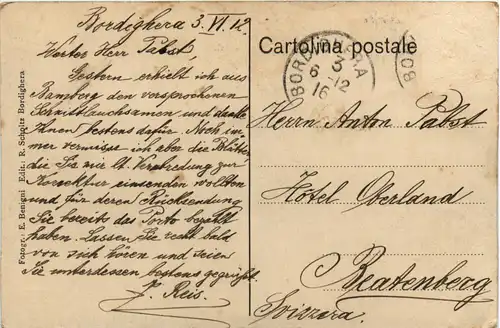 Bordighera 3. VI. 12.
Werter Herr Pabst
Gestern erhielt ich aus
Bamberg den versprochenen
Schnittlauchsamen und danke
Ihnen bestens dafür. Noch im-
mer vermisse ich aber die Blätter
die Sie mir lt. Verabredung zur
Korrektur einsenden wollten
und für deren Rücksendung
Sie bereits das Porto bezahlt
haben. Lassen Sie recht bald
von sich hören und seien
Sie unterdessen bestens gegrüsst.
J. Reis.
Fotogr.: E. Benigni Edit.: R. Scholtz Bordighera
Cartolina postale
BORDIGHERA
3
6 - 12
16
Herrn Anton Pabst
Hôtel Oberland
Beatenberg
Svizzera.